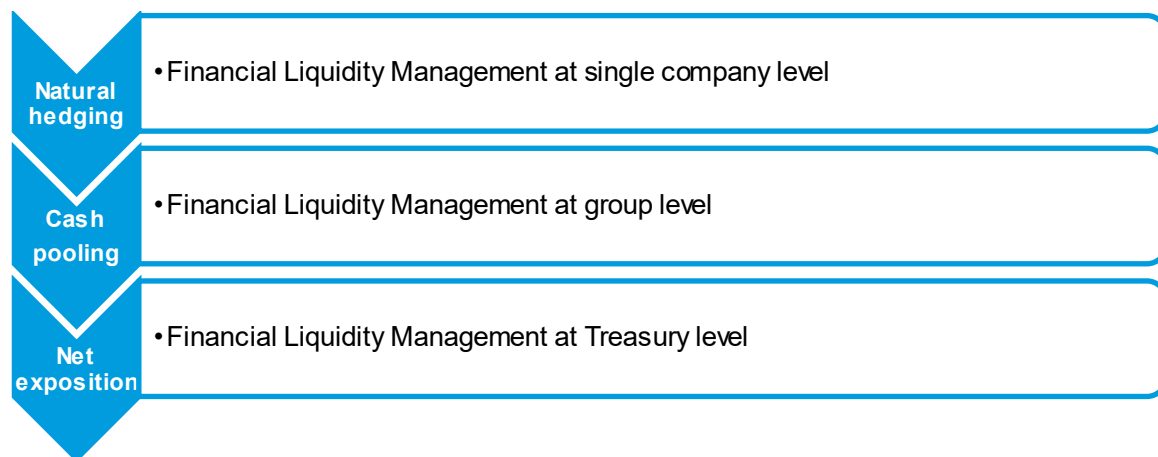 Natural
hedging
•Financial Liquidity Management at single company level
Cash
pooling
•Financial Liquidity Management at group level
Net
exposition
•Financial Liquidity Management at Treasury level